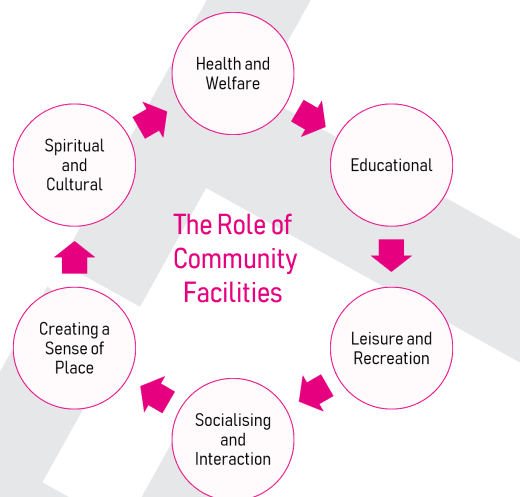 Health and
Welfare
Educational
Leisure and
Recreation
Socialising
and
Interaction
Creating a
Sense of
Place
Spiritual
and
Cultural
The Role of
Community
Facilities